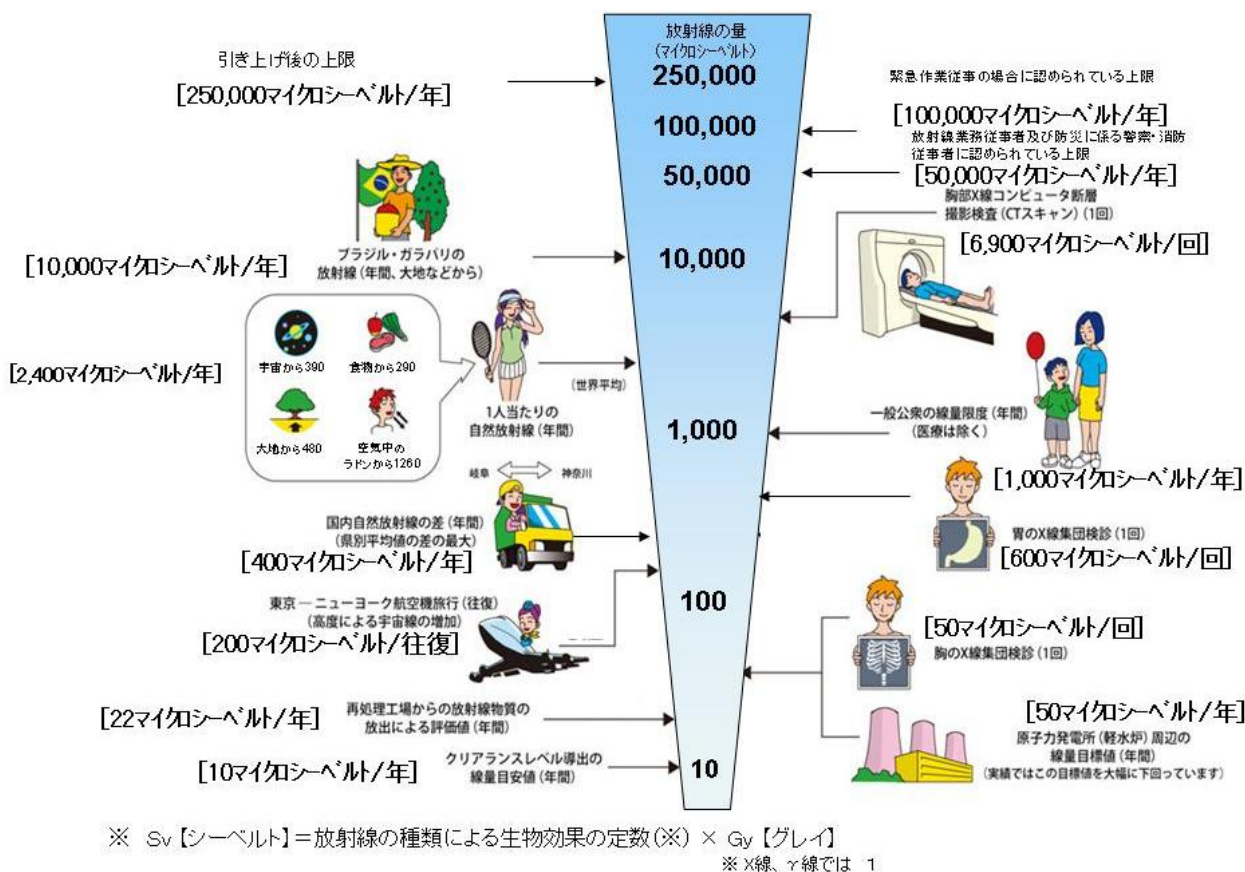 放射線の量
(マイクロシーベルト)
250,000
100,000
50,000
10,000
1,000
100
10
引き上げ後の上限
[250,000マイクロシーベルト/年]
ブラジル・ガラパリの
放射線(年間、大地などから)
[10,000マイクロシーベルト/年]
宇宙から390
食物から290
大地から480
空気中の
ラドンから1260
[2,400マイクロシーベルト/年]
1人当たりの
自然放射線(年間)
(世界平均)
岐阜
神奈川
国内自然放射線の差(年間)
(県別平均値の差の最大)
[400マイクロシーベルト/年]
東京―ニューヨーク航空機旅行(往復)
(高度による宇宙線の増加)
[200マイクロシーベルト/往復]
[22マイクロシーベルト/年]
再処理工場からの放射線物質の
放出による評価値(年間)
[10マイクロシーベルト/年]
クリアランスレベル導出の
線量目安値(年間)
緊急作業従事の場合に認められている上限
[100,000マイクロシーベルト/年]
放射線業務従事者及び防災に係る警察・消防
従事者に認められている上限
[50,000マイクロシーベルト/年]
胸部X線コンピュータ断層
撮影検査(CTスキャン)(1回)
[6,900マイクロシーベルト/回]
一般公衆の線量限度(年間)
(医療は除く)
[1,000マイクロシーベルト/年]
胃のX線集団検診(1回)
[600マイクロシーベルト/回]
[50マイクロシーベルト/回]
胸のX線集団検診(1回)
[50マイクロシーベルト/年]
原子力発電所(軽水炉)周辺の
線量目標値(年間)
(実績ではこの目標値を大幅に下回っています)
※ Sv【シーベルト】=放射線の種類による生物効果の定数(※) × Gy【グレイ】
※ X線、γ線では 1